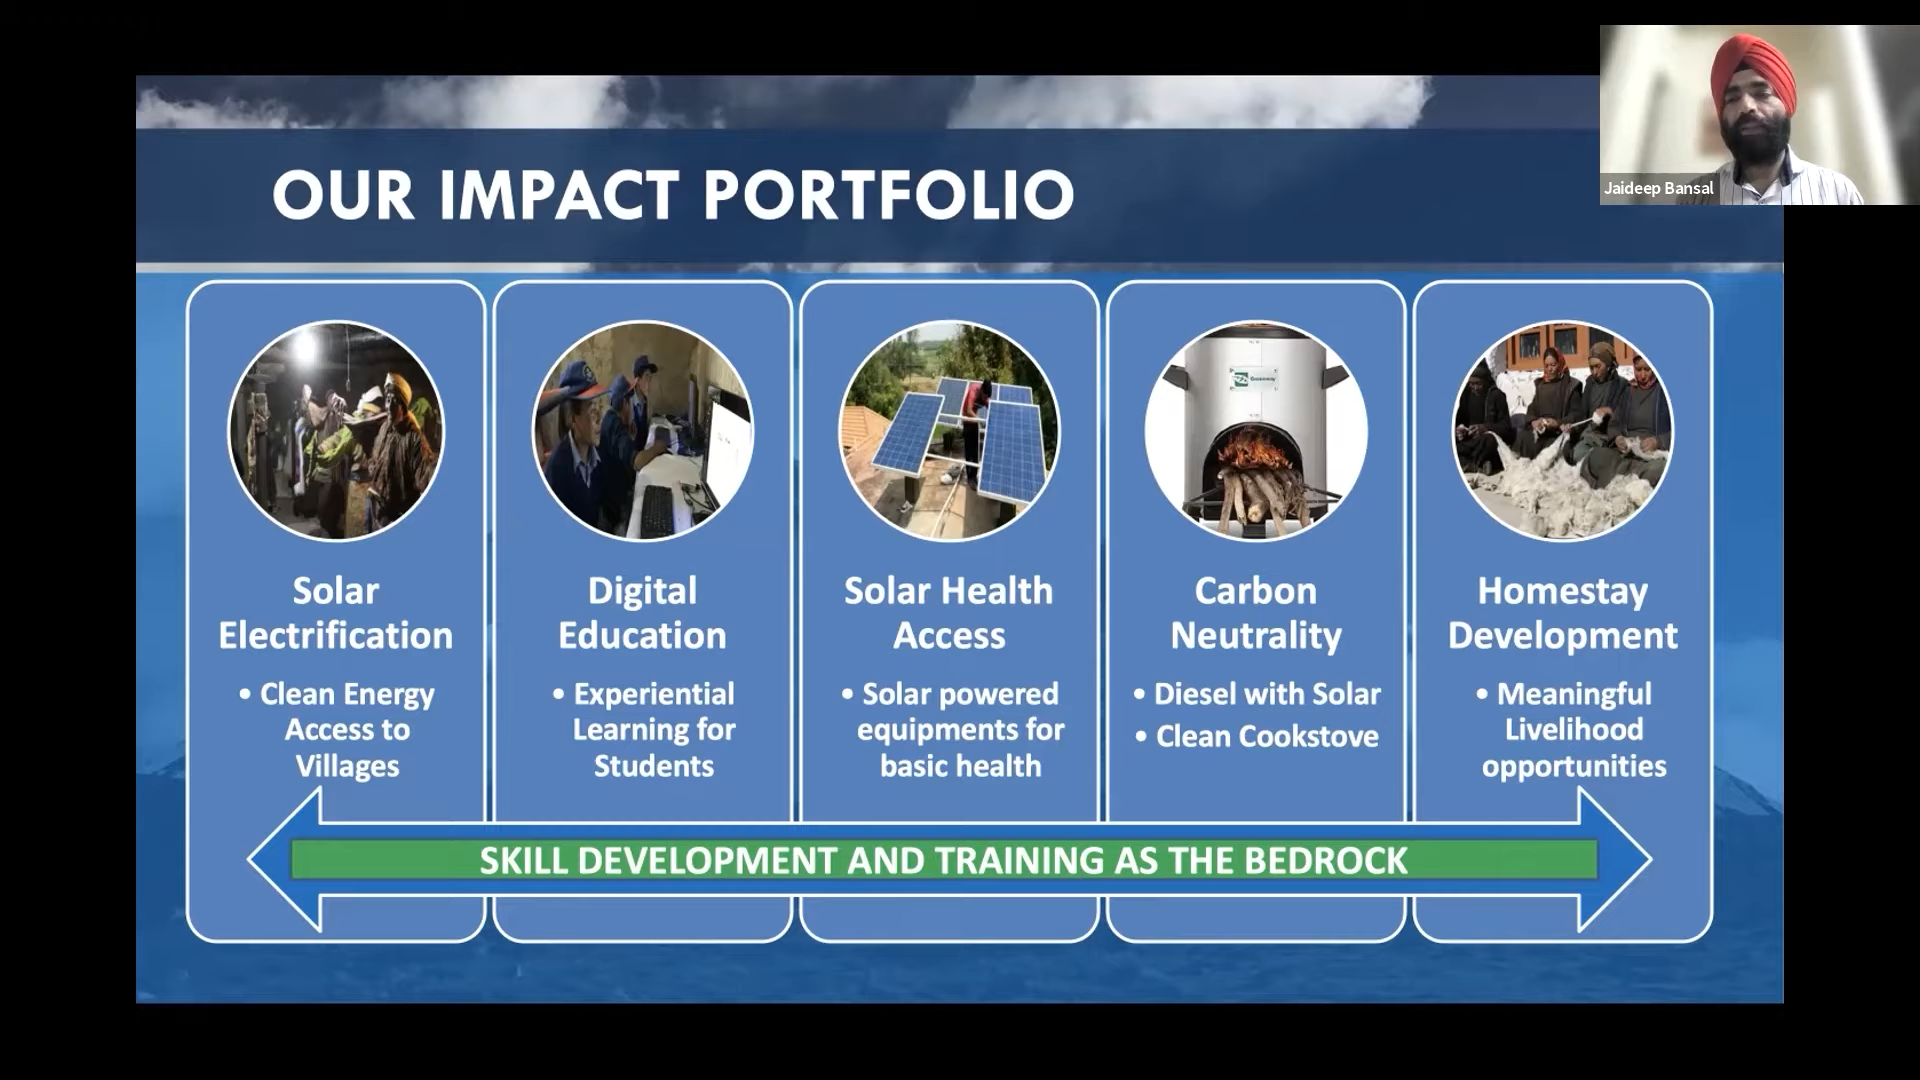 Jaideep Bansal
OUR IMPACT PORTFOLIO
Solar
Electrification
• Clean Energy
Access to
Villages
Digital
Education
• Experiential
Learning for
Students
Solar Health
Access
• Solar powered
equipments for
basic health
Carbon
Neutrality
• Diesel with Solar
• Clean Cookstove
Homestay
Development
• Meaningful
Livelihood
opportunities
SKILL DEVELOPMENT AND TRAINING AS THE BEDROCK